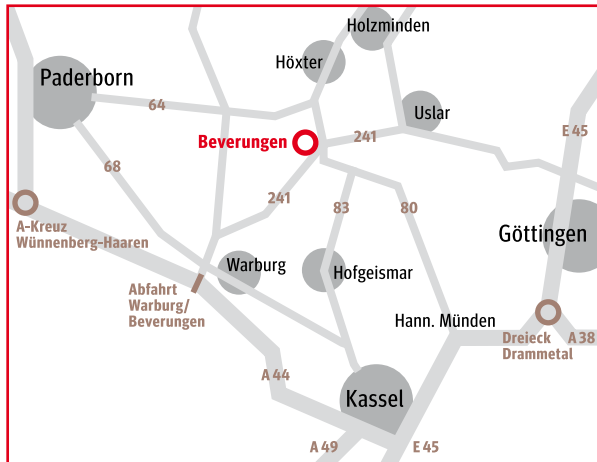 Holzminden
Höxter
Paderborn
64
Uslar
E 45
Beverungen
241
68
241
83
80
A-Kreuz
Wünnenberg-Haaren
Göttingen
Warburg
Hofgeismar
Abfahrt
Warburg/
Beverungen
Hann. Münden
Dreieck
Drammetal
A 38
A 44
Kassel
A 49
E 45